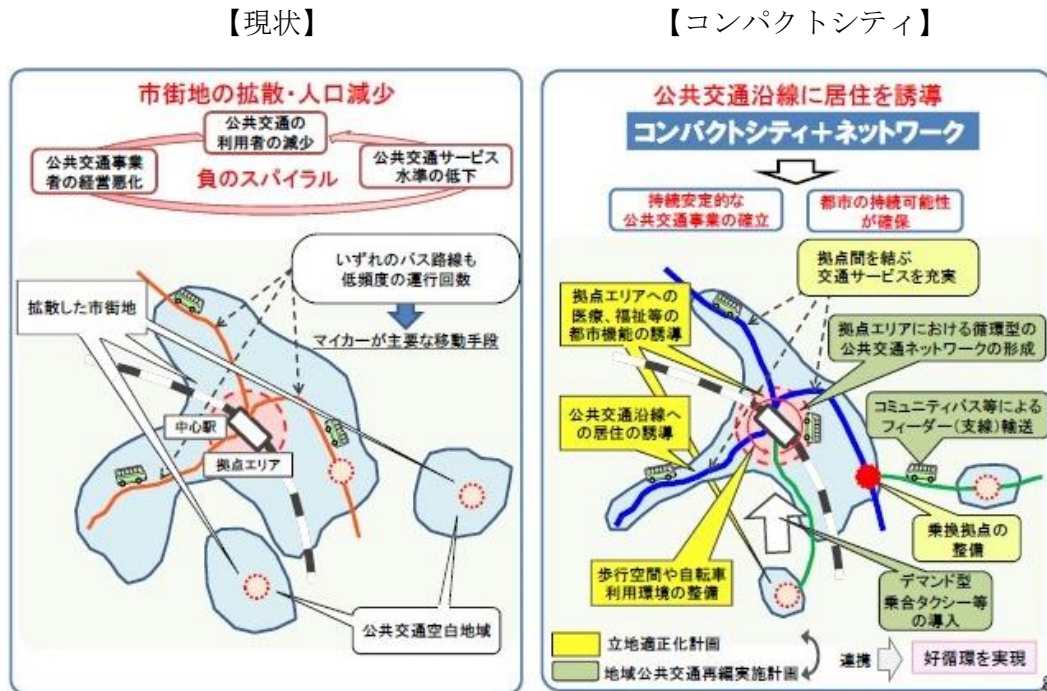 【現状】
市街地の拡散・人口減少
公共交通の
利用者の減少
公共交通事業
者の経営悪化
負のスパイラル
公共交通サービス
水準の低下
いずれのバス路線も
低頻度の運行回数
拡散した市街地
マイカーが主要な移動手段
中心駅
拠点エリア
公共交通空白地域
【コンパクトシティ】
公共交通沿線に居住を誘導
コンパクトシティ+ネットワーク
持続安定的な
公共交通事業の確立
都市の持続可能性
が確保
拠点間を結ぶ
交通サービスを充実
拠点エリアへの
医療、福祉等の
都市機能の誘導
拠点エリアにおける循環型の
公共交通ネットワークの形成
公共交通沿線へ
の居住の誘導
コミュニティバス等による
フィーダー(支線)輸送
歩行空間や自転車
利用環境の整備
乗換拠点の
整備
デマンド型
乗合タクシー等
の導入
立地適正化計画
地域公共交通再編実施計画
連携
好循環を実現